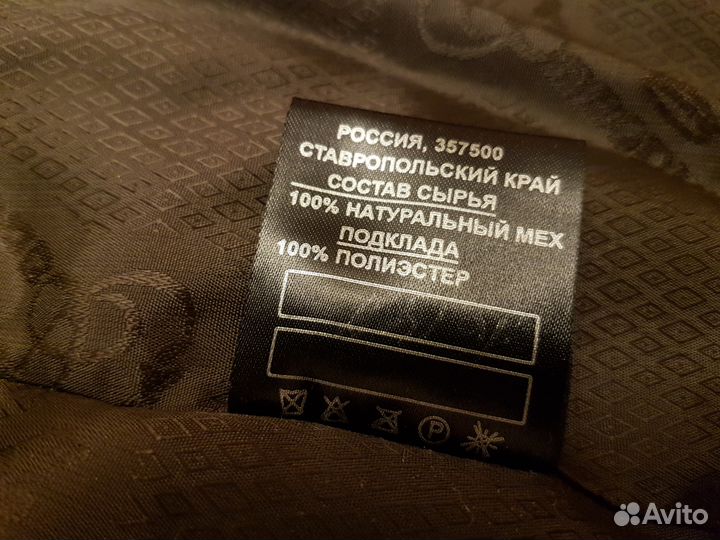 РОССИЯ, 357500
СТАВРОПОЛЬСКИЙ КРАЙ
СОСТАВ СЫРЬЯ
100% НАТУРАЛЬНЫЙ МЕХ
ПОДКЛАДА
100% ПОЛИЭСТЕР
P
Avito